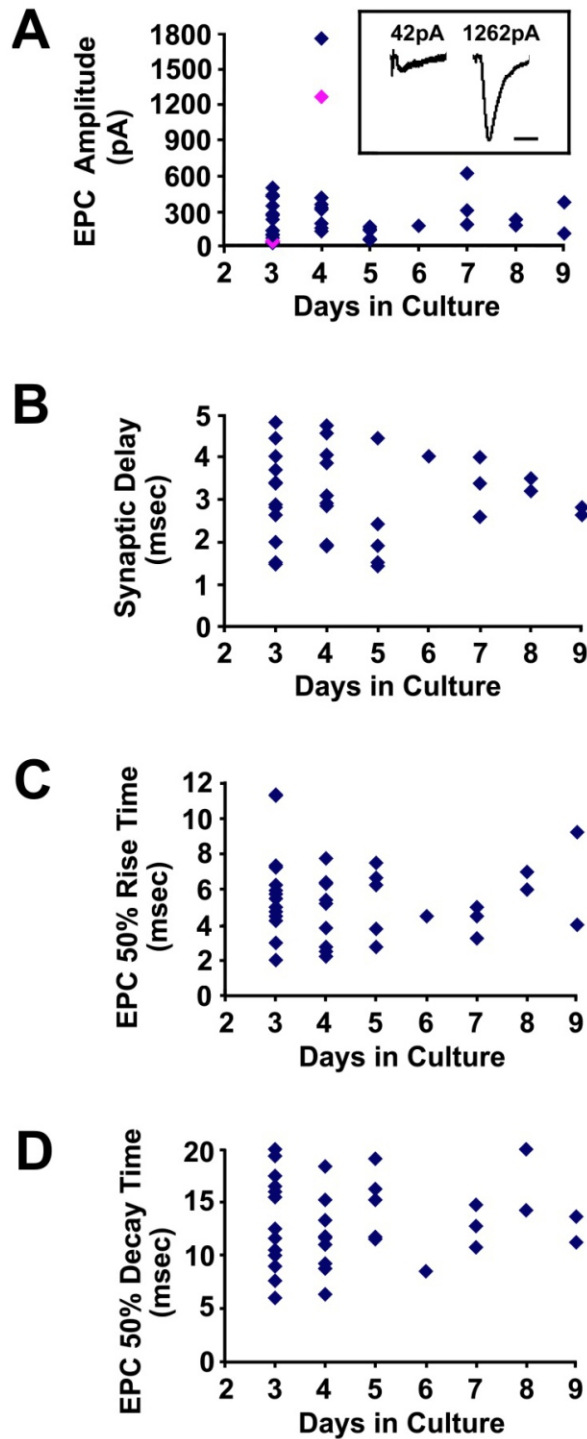 A
EPC Amplitude
(pA)
1800
1500
1200
900
600
300
0
42pA 1262pA
2 3 4 5 6 7 8 9
Days in Culture
B
Synaptic Delay
(msec)
5
4
3
2
1
0
2 3 4 5 6 7 8 9
Days in Culture
C
EPC 50% Rise Time
(msec)
12
10
8
6
4
2
0
2 3 4 5 6 7 8 9
Days in Culture
D
EPC 50% Decay Time
(msec)
20
15
10
5
0
2 3 4 5 6 7 8 9
Days in Culture